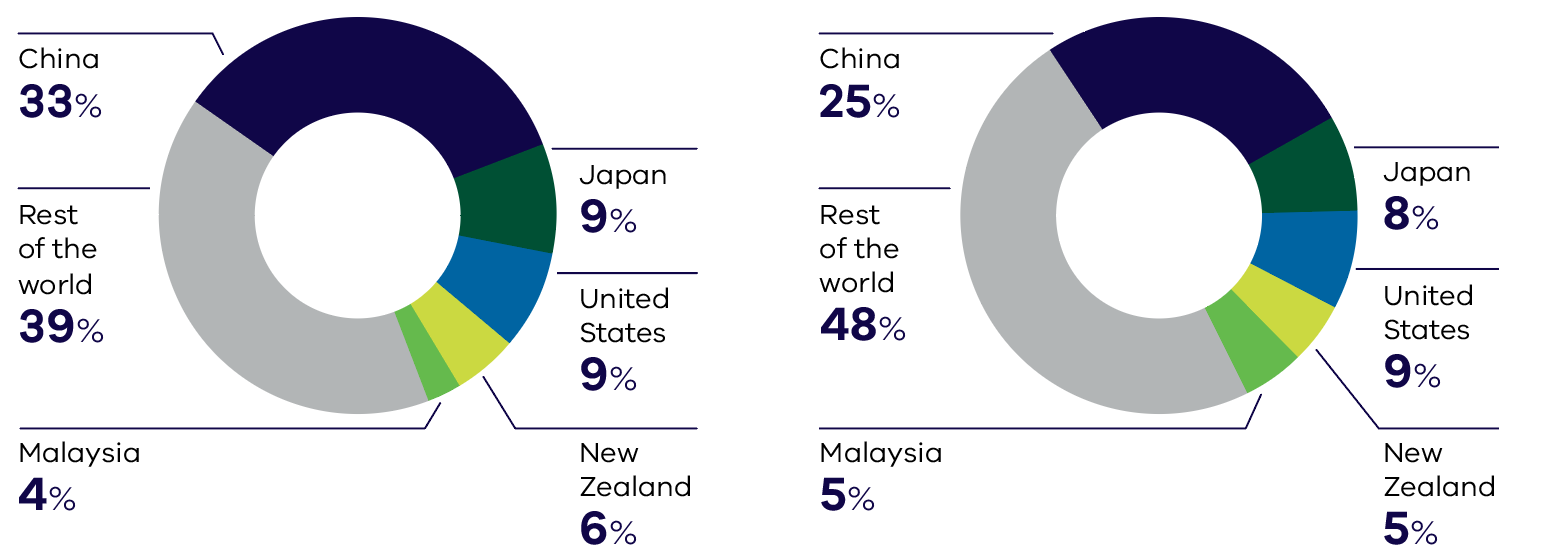 China
33%
Rest
of the
world
39%
Malaysia
4%
Japan
9%
United
States
9%
New
Zealand
6%
China
25%
Rest
of the
world
48%
Malaysia
5%
Japan
8%
United
States
9%
New
Zealand
5%